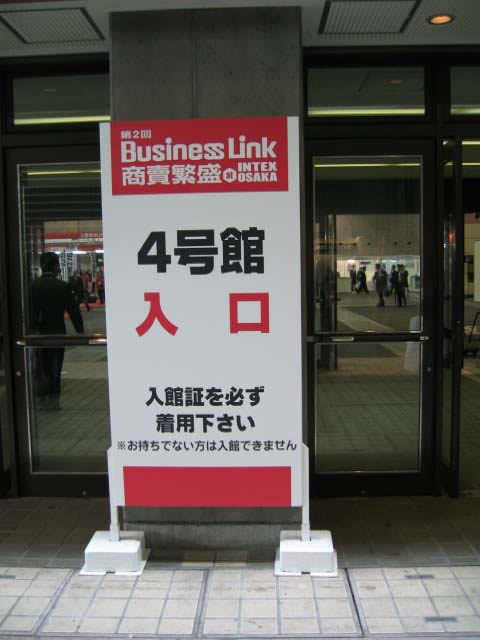 第2回
Business Link
商賣繁盛 at INTEX OSAKA
4号館
入口
入館証を必ず
着用下さい
※お持ちでない方は入館できません